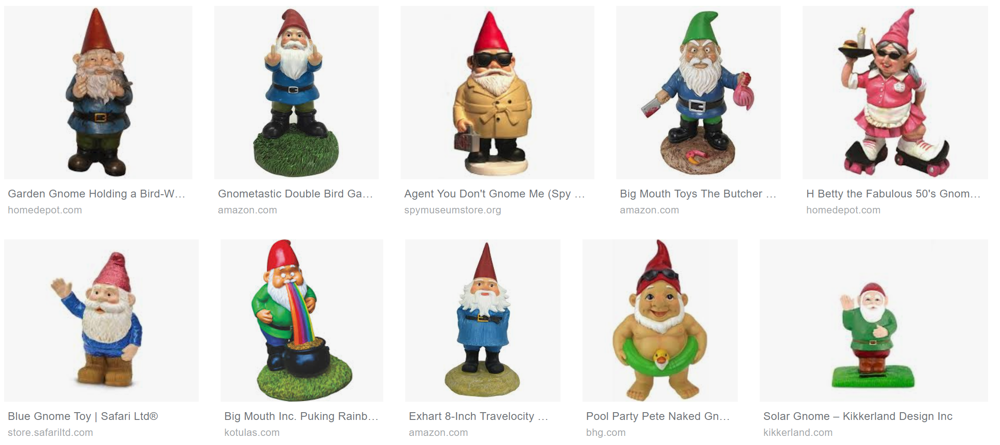 Garden Gnome Holding a Bird-W...
homedepot.com
Gnometastic Double Bird Ga...
amazon.com
Agent You Don't Gnome Me (Spy ...
spymuseumstore.org
Big Mouth Toys The Butcher ...
amazon.com
H Betty the Fabulous 50's Gnom...
homedepot.com
Blue Gnome Toy | Safari Ltd®
store.safariltd.com
Big Mouth Inc. Puking Rainb...
kotulas.com
Exhart 8-Inch Travelocity ...
amazon.com
Pool Party Pete Naked Gn...
bhg.com
Solar Gnome – Kikkerland Design Inc
kikkerland.com